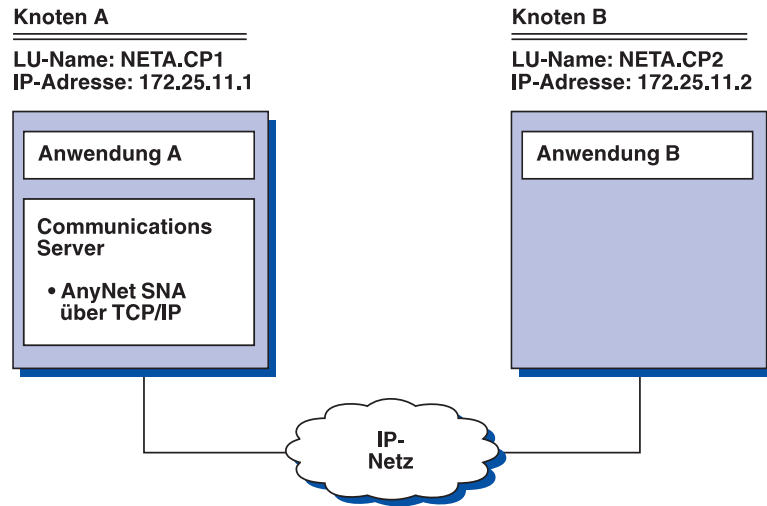 Knoten A
LU-Name: NETA.CP1
IP-Adresse: 172.25.11.1
Anwendung A
Communications
Server
• AnyNet SNA
über TCP/IP
Knoten B
LU-Name: NETA.CP2
IP-Adresse: 172.25.11.2
Anwendung B
IP-
Netz